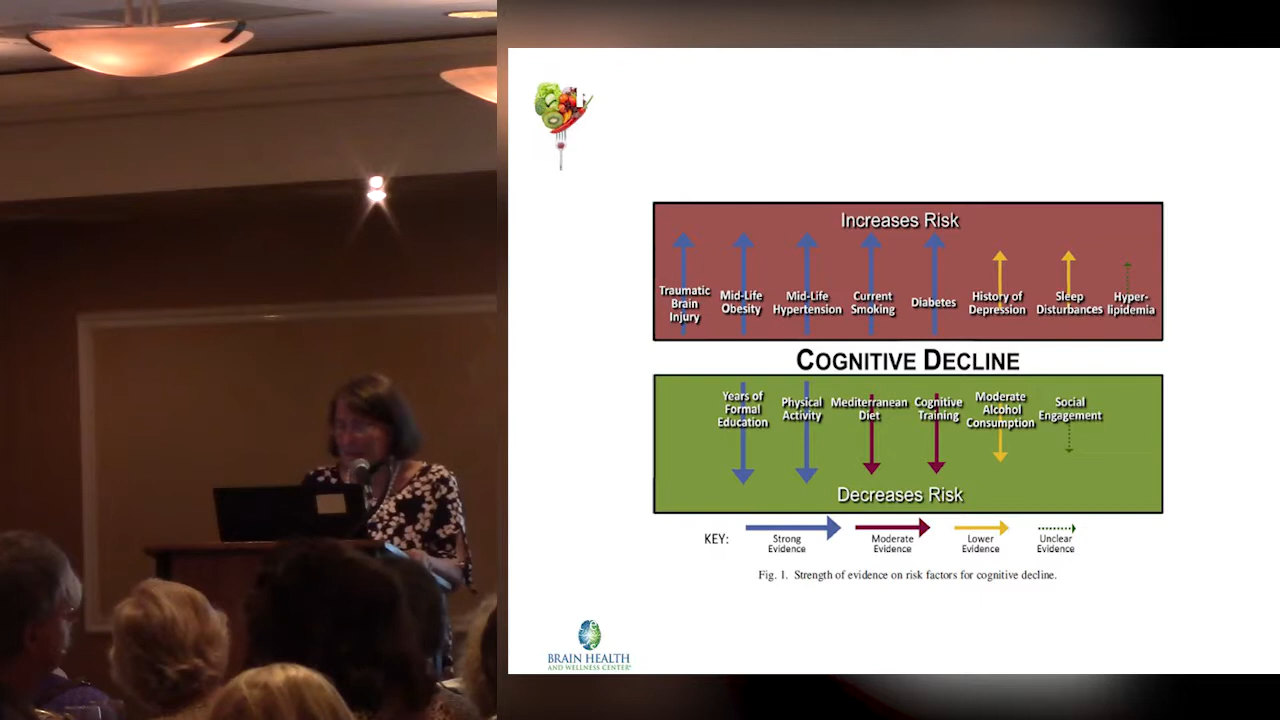 Increases Risk
Traumatic
Brain
Injury
Mid-Life
Obesity
Mid-Life
Hypertension
Current
Smoking
Diabetes
History of
Depression
Sleep
Disturbances
Hyper-
lipidemia
COGNITIVE DECLINE
Years of
Formal
Education
Physical
Activity
Mediterranean
Diet
Cognitive
Training
Moderate
Alcohol
Consumption
Social
Engagement
Decreases Risk
KEY:
Strong
Evidence
Moderate
Evidence
Lower
Evidence
Unclear
Evidence
Fig. 1. Strength of evidence on risk factors for cognitive decline.
BRAIN HEALTH
AND WELLNESS CENTER®